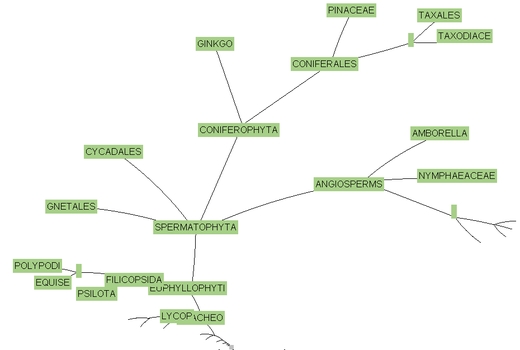 PINACEAE
TAXALES
TAXODIACE
GINKGO
CONIFERALES
CONIFEROPHYTA
AMBORELLA
CYCADALES
NYMPHAEACEAE
ANGIOSPERMS
GNETALES
SPERMATOPHYTA
POLYPODI
FILICOPSIDA
EQUISE
EUPHYLLOPHYTI
PSILOTA
LYCOP
ACHEO